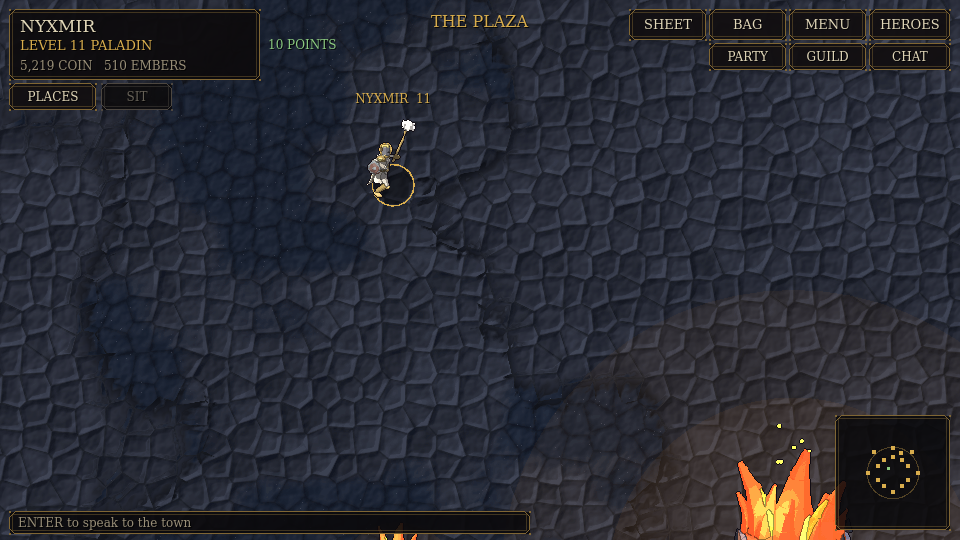 NYXMIR
LEVEL 11 PALADIN
5,219 COIN 510 EMBERS
10 POINTS
THE PLAZA
SHEET
BAG
MENU
HEROES
PARTY
GUILD
CHAT
PLACES
SIT
NYXMIR 11
ENTER to speak to the town